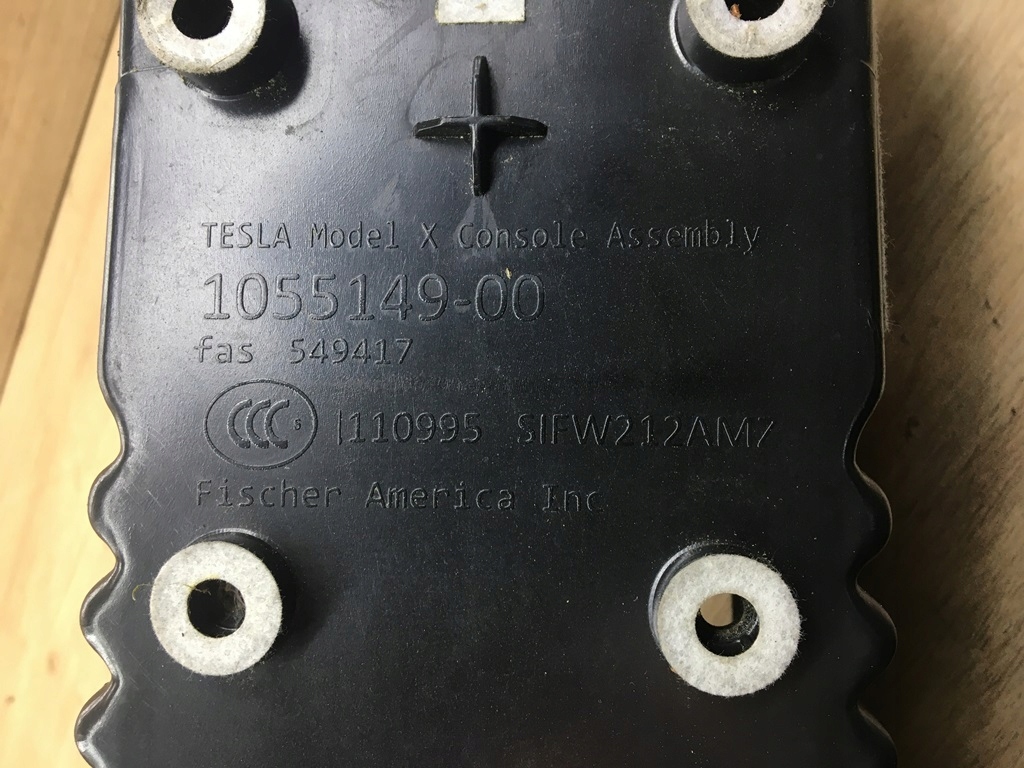 TESLA Model X Console Assembly
1055149-00
fas 549417
CCC S I110995 SIFW212AMZ
Fischer America Inc